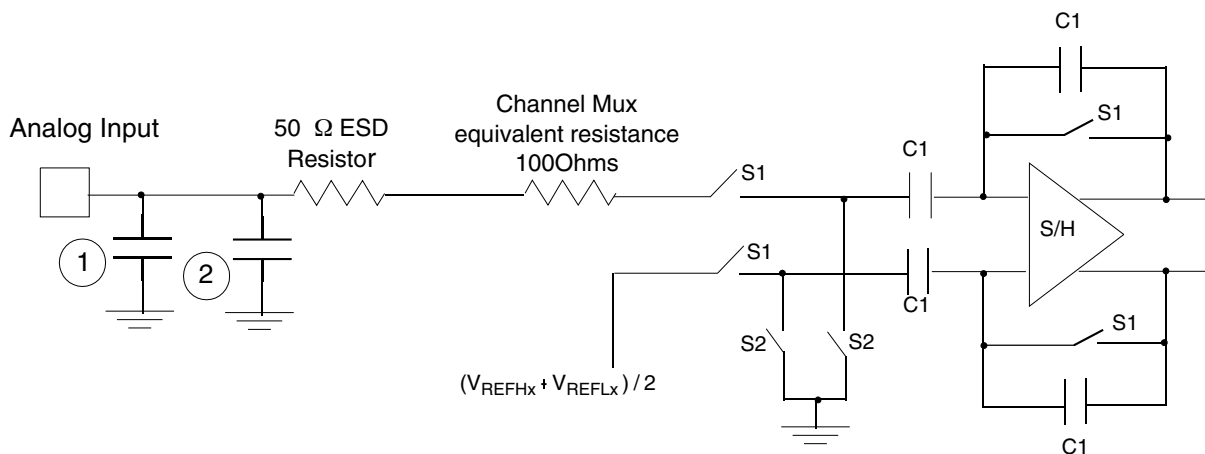 Analog Input
50 Ω ESD
Resistor
Channel Mux
equivalent resistance
100Ohms
S1
C1
C1
S1
S/H
1
2
S1
C1
S2
S2
S1
(VREFHx + VREFLx) / 2
C1